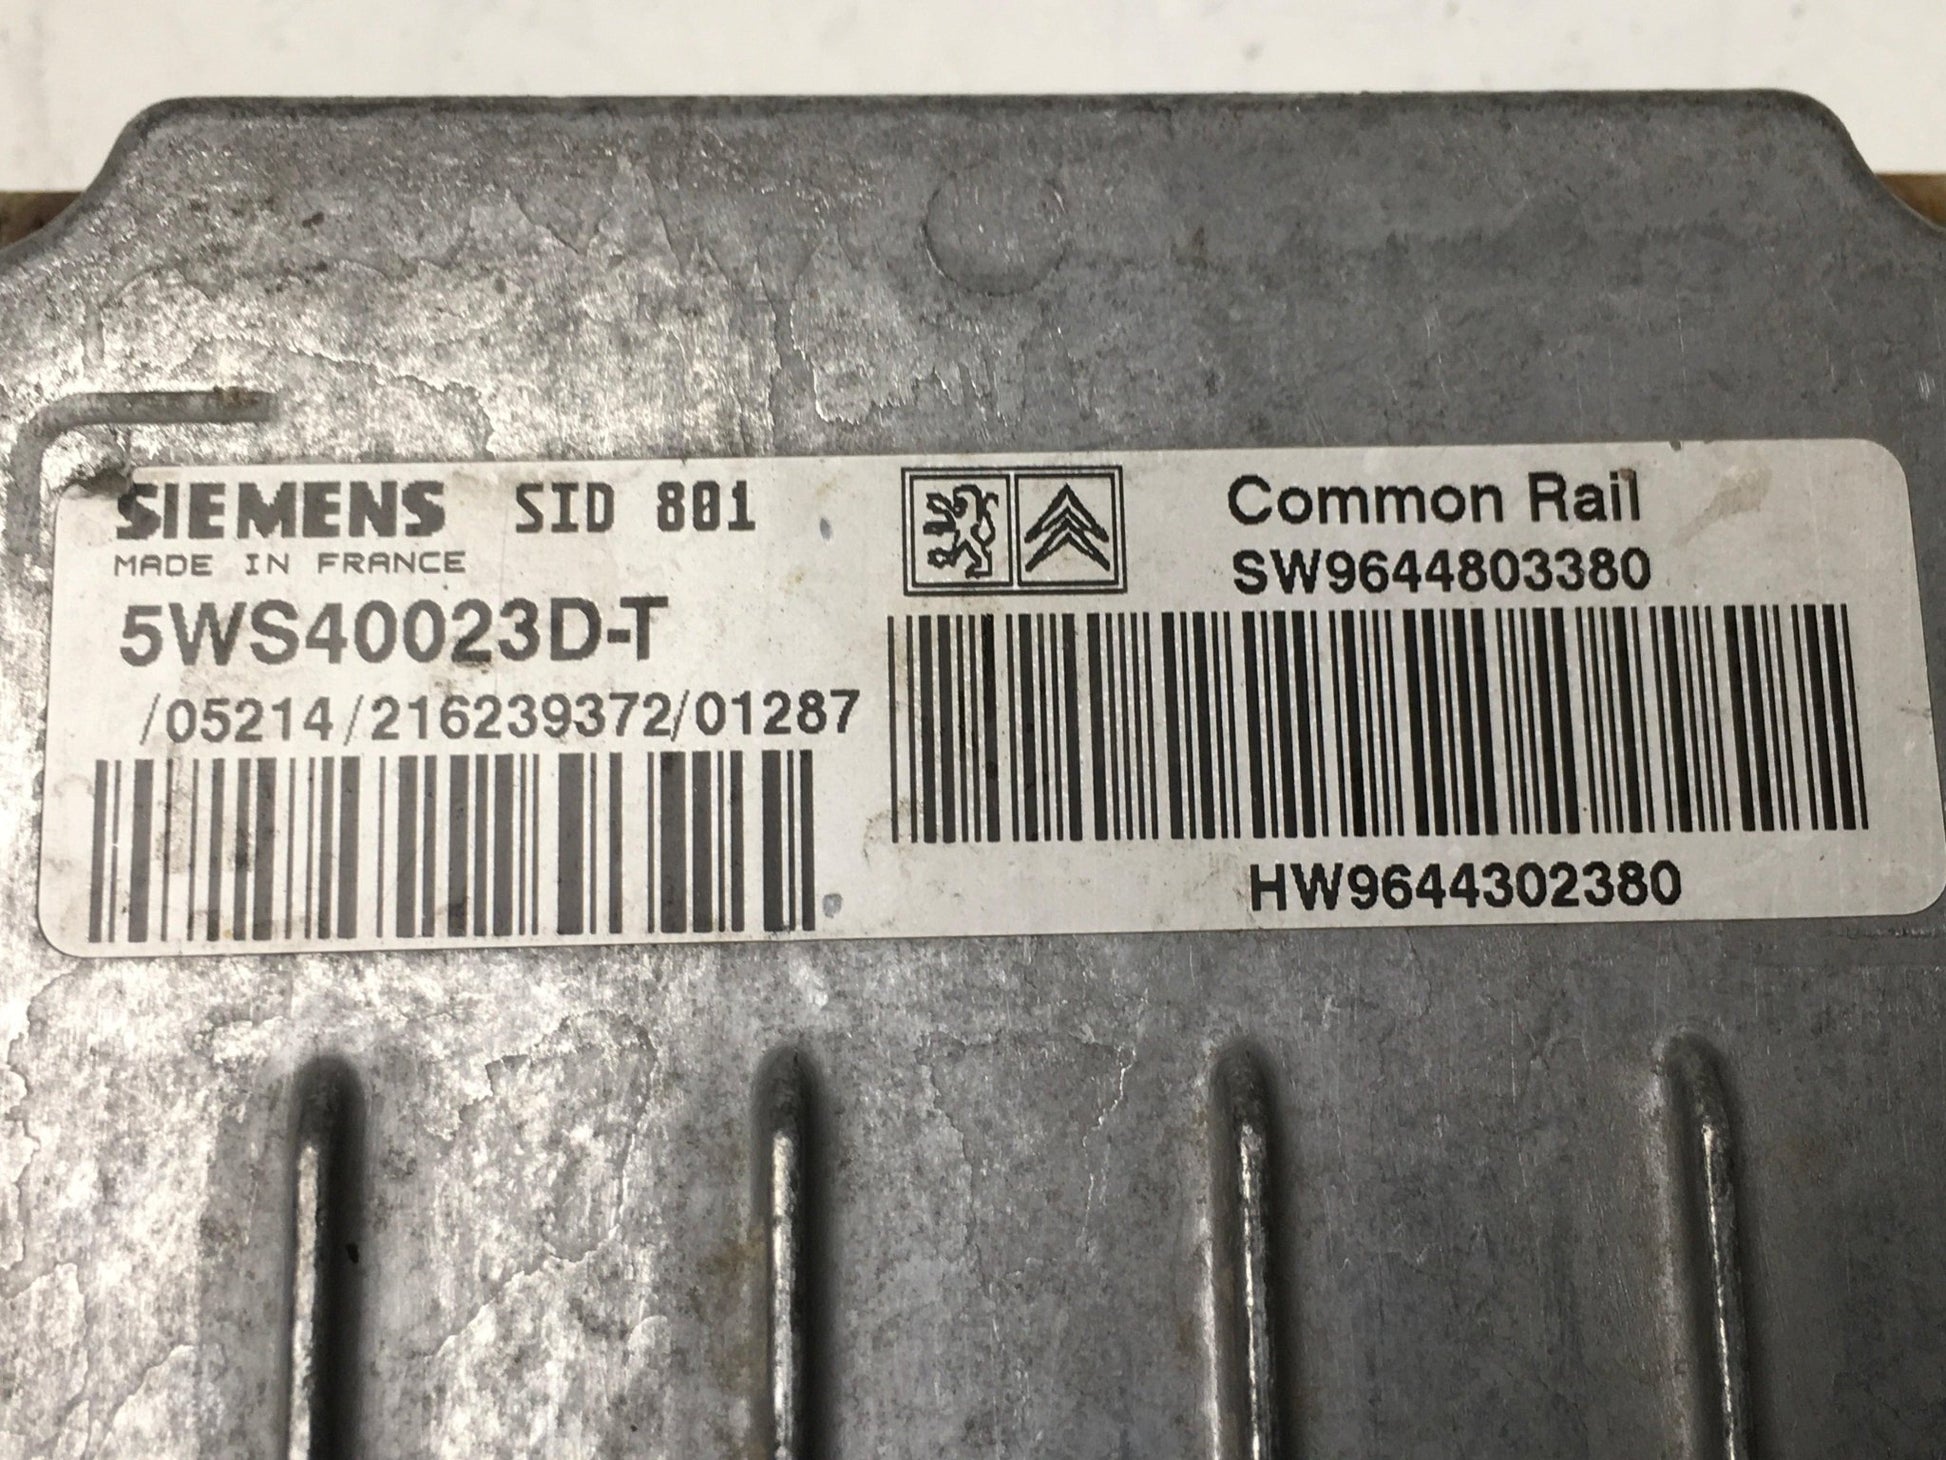 SIEMENS SID 801
MADE IN FRANCE
5WS40023D-T
/05214/216239372/01287
Common Rail
SW9644803380
HW9644302380